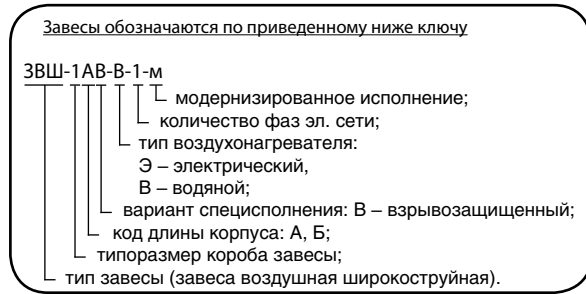 Завесы обозначаются по приведенному ниже ключу
ЗВШ-1АВ-В-1-м
модернизированное исполнение;
количество фаз эл. сети;
тип воздухонагревателя:
Э – электрический,
В – водяной;
вариант специсполнения: В – взрывозащищенный;
код длины корпуса: А, Б;
типоразмер короба завесы;
тип завесы (завеса воздушная широкоструйная).